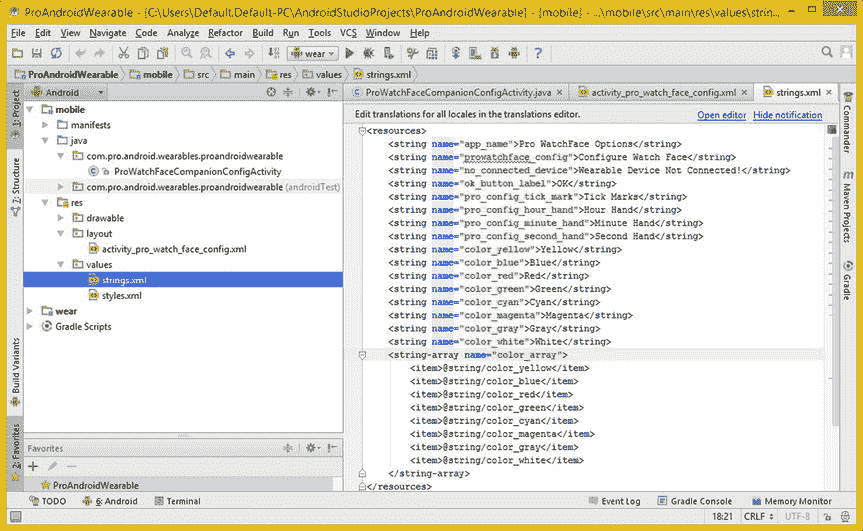 ProAndroidWearable - [C:\Users\Default.Default-PC\AndroidStudioProjects\ProAndroidWearable] - [mobile] - ...\mobile\src\main\res\values\strin...
File Edit View Navigate Code Analyze Refactor Build Run Tools VCS Window Help
wear
ProAndroidWearable mobile src main res values strings.xml
Android
ProWatchFaceCompanionConfigActivity.java activity_pro_watch_face_config.xml strings.xml
1: Project
Z: Structure
Build Variants
2: Favorites
mobile
manifests
java
com.pro.android.wearables.proandroidwearable
ProWatchFaceCompanionConfigActivity
com.pro.android.wearables.proandroidwearable (androidTest)
res
drawable
layout
activity_pro_watch_face_config.xml
values
strings.xml
styles.xml
wear
Gradle Scripts
Favorites
ProAndroidWearable
Edit translations for all locales in the translations editor. Open editor Hide notification
<resources>
<string name="app_name">Pro WatchFace Options</string>
<string name="prowatchface_config">Configure Watch Face</string>
<string name="no_connected_device">Wearable Device Not Connected!</string>
<string name="ok_button_label">OK</string>
<string name="pro_config_tick_mark">Tick Marks</string>
<string name="pro_config_hour_hand">Hour Hand</string>
<string name="pro_config_minute_hand">Minute Hand</string>
<string name="pro_config_second_hand">Second Hand</string>
<string name="color_yellow">Yellow</string>
<string name="color_blue">Blue</string>
<string name="color_red">Red</string>
<string name="color_green">Green</string>
<string name="color_cyan">Cyan</string>
<string name="color_magenta">Magenta</string>
<string name="color_gray">Gray</string>
<string name="color_white">White</string>
<string-array name="color_array">
<item>@string/color_yellow</item>
<item>@string/color_blue</item>
<item>@string/color_red</item>
<item>@string/color_green</item>
<item>@string/color_cyan</item>
<item>@string/color_magenta</item>
<item>@string/color_gray</item>
<item>@string/color_white</item>
</string-array>
</resources>
Commander
Maven Projects
Gradle
TODO 6: Android Terminal Event Log Gradle Console Memory Monitor
18:21 CRLF UTF-8